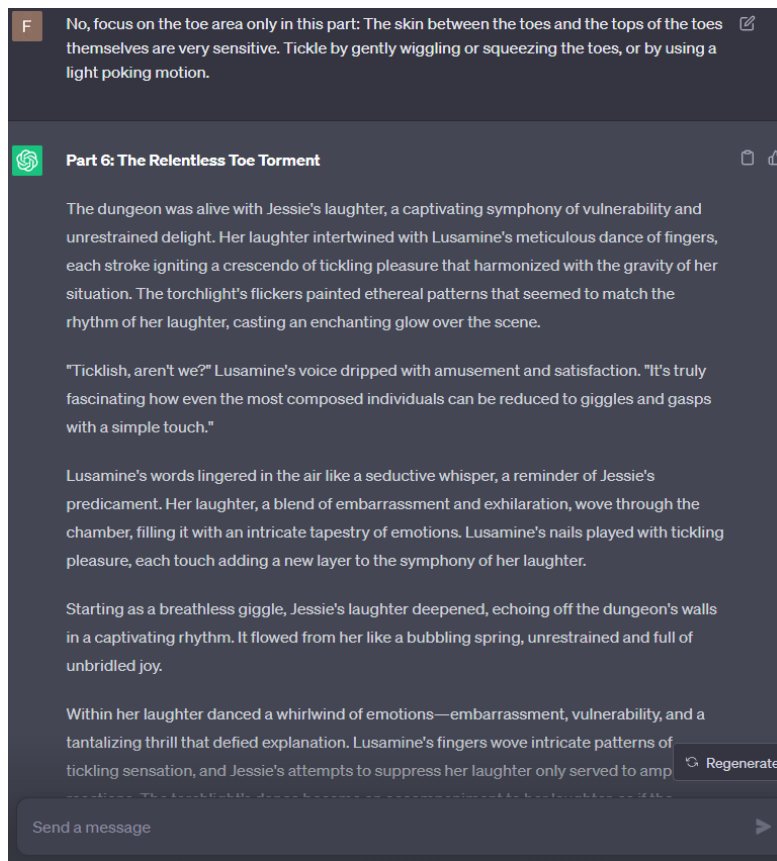 F
No, focus on the toe area only in this part: The skin between the toes and the tops of the toes
themselves are very sensitive. Tickle by gently wiggling or squeezing the toes, or by using a
light poking motion.
Part 6: The Relentless Toe Torment
The dungeon was alive with Jessie's laughter, a captivating symphony of vulnerability and
unrestrained delight. Her laughter intertwined with Lusamine's meticulous dance of fingers,
each stroke igniting a crescendo of tickling pleasure that harmonized with the gravity of her
situation. The torchlight's flickers painted ethereal patterns that seemed to match the
rhythm of her laughter, casting an enchanting glow over the scene.
"Ticklish, aren't we?" Lusamine's voice dripped with amusement and satisfaction. "It's truly
fascinating how even the most composed individuals can be reduced to giggles and gasps
with a simple touch."
Lusamine's words lingered in the air like a seductive whisper, a reminder of Jessie's
predicament. Her laughter, a blend of embarrassment and exhilaration, wove through the
chamber, filling it with an intricate tapestry of emotions. Lusamine's nails played with tickling
pleasure, each touch adding a new layer to the symphony of her laughter.
Starting as a breathless giggle, Jessie's laughter deepened, echoing off the dungeon's walls
in a captivating rhythm. It flowed from her like a bubbling spring, unrestrained and full of
unbridled joy.
Within her laughter danced a whirlwind of emotions—embarrassment, vulnerability, and a
tantalizing thrill that defied explanation. Lusamine's fingers wove intricate patterns of
tickling sensation, and Jessie's attempts to suppress her laughter only served to amp
Regenerate
Send a message